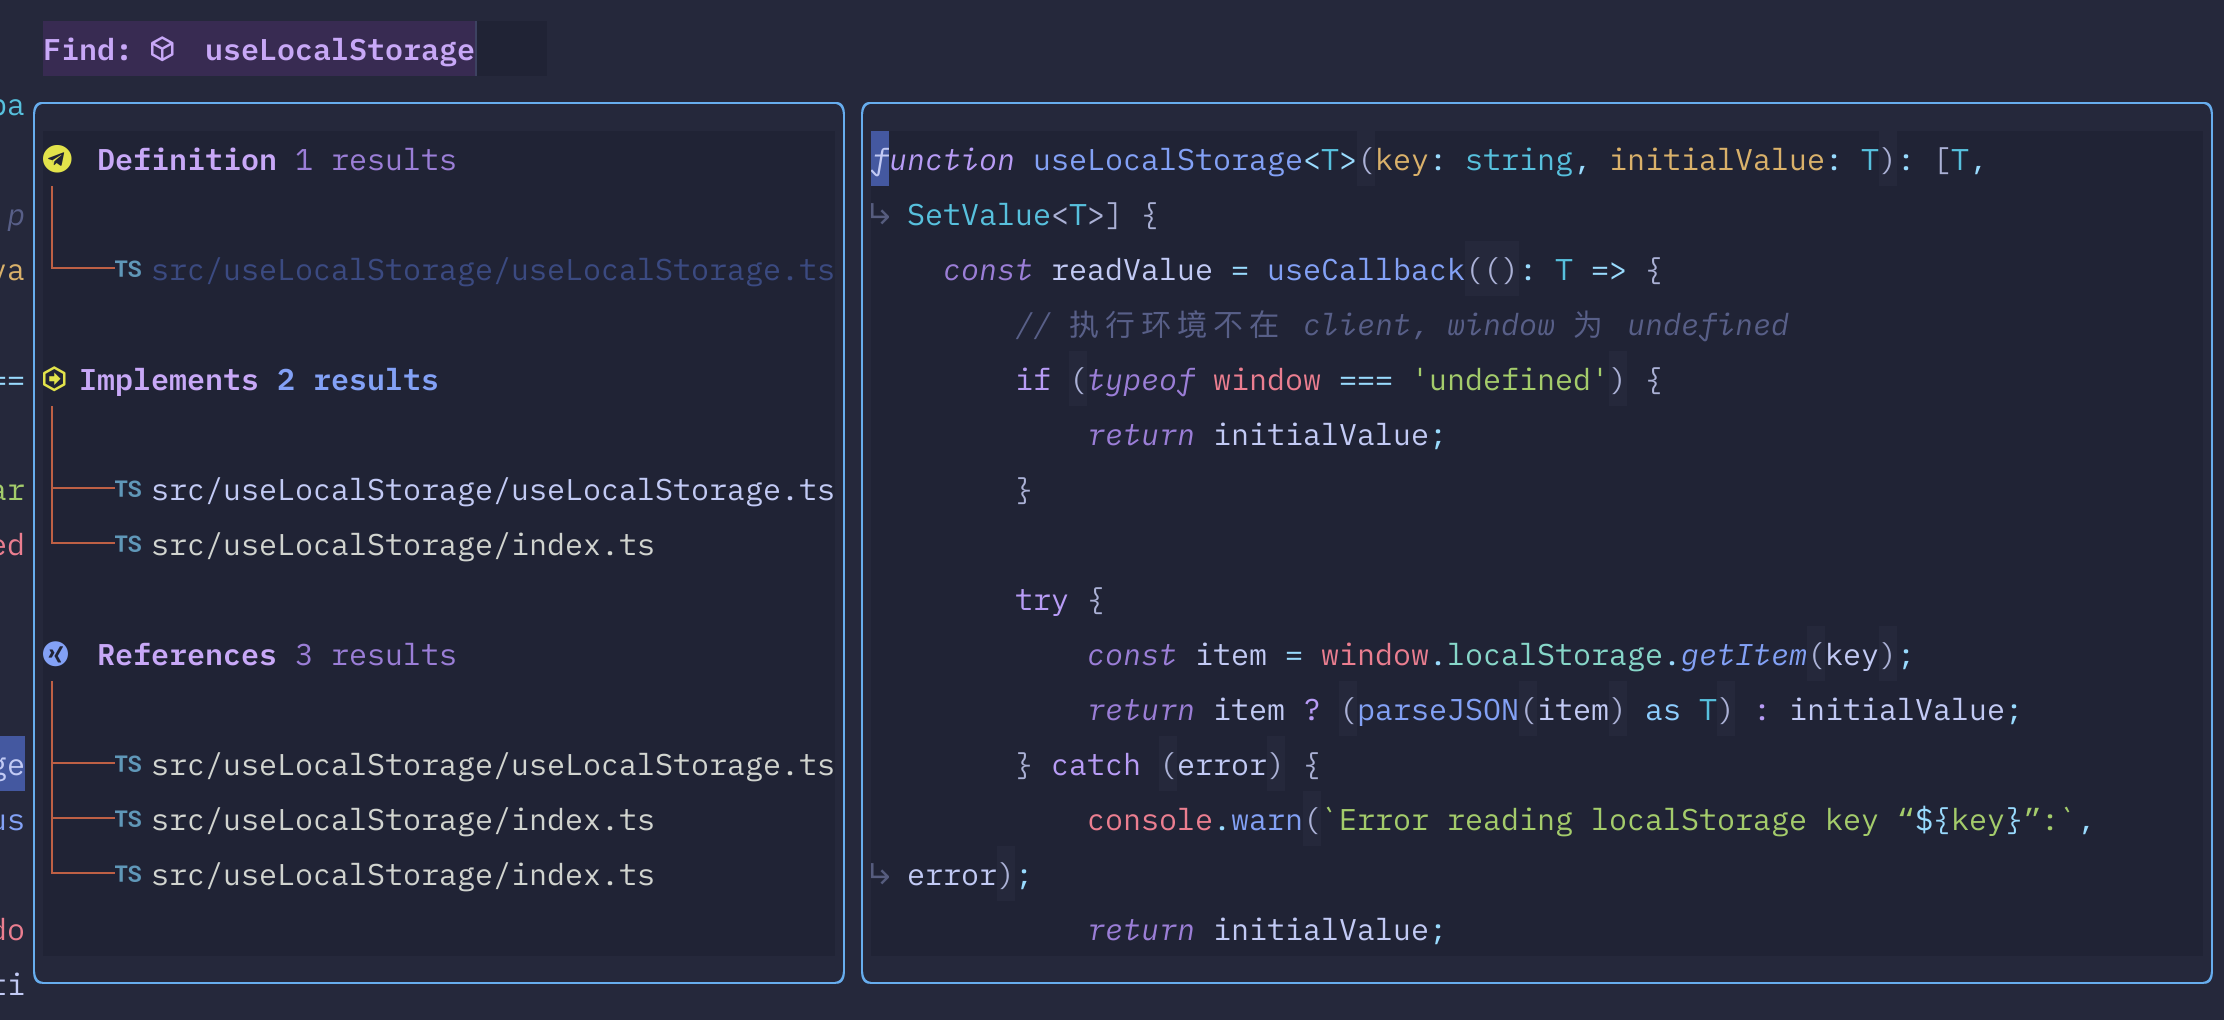 Find: useLocalStorage
Definition 1 results
TS src/useLocalStorage/useLocalStorage.ts
Implements 2 results
TS src/useLocalStorage/useLocalStorage.ts
TS src/useLocalStorage/index.ts
References 3 results
TS src/useLocalStorage/useLocalStorage.ts
TS src/useLocalStorage/index.ts
TS src/useLocalStorage/index.ts
function useLocalStorage<T>(key: string, initialValue: T): [T,
↳ SetValue<T>] {
const readValue = useCallback((): T => {
// 执行环境不在 client, window 为 undefined
if (typeof window === 'undefined') {
return initialValue;
}
try {
const item = window.localStorage.getItem(key);
return item ? (parseJSON(item) as T) : initialValue;
} catch (error) {
console.warn(`Error reading localStorage key “${key}”:`,
↳ error);
return initialValue;